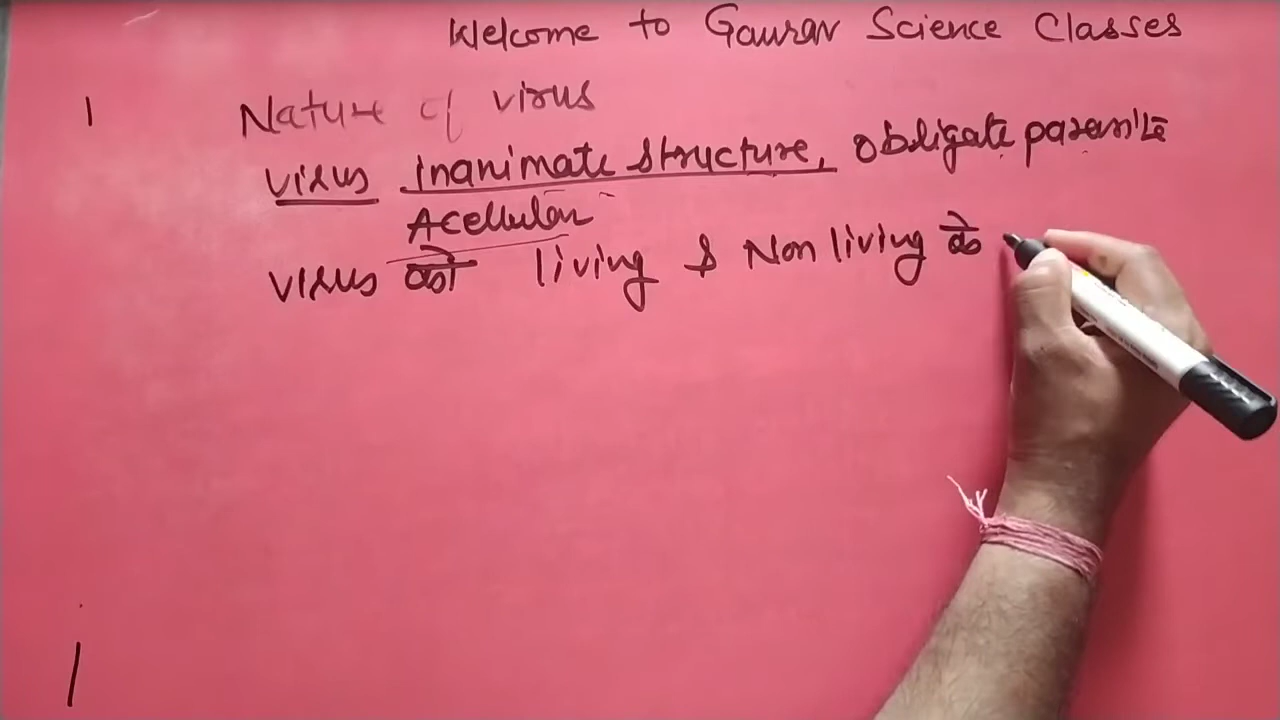 Welcome to Gaurav Science Classes
Nature of virus
virus inanimate structure, obligate parasite
Acellular
virus को living & Non living के